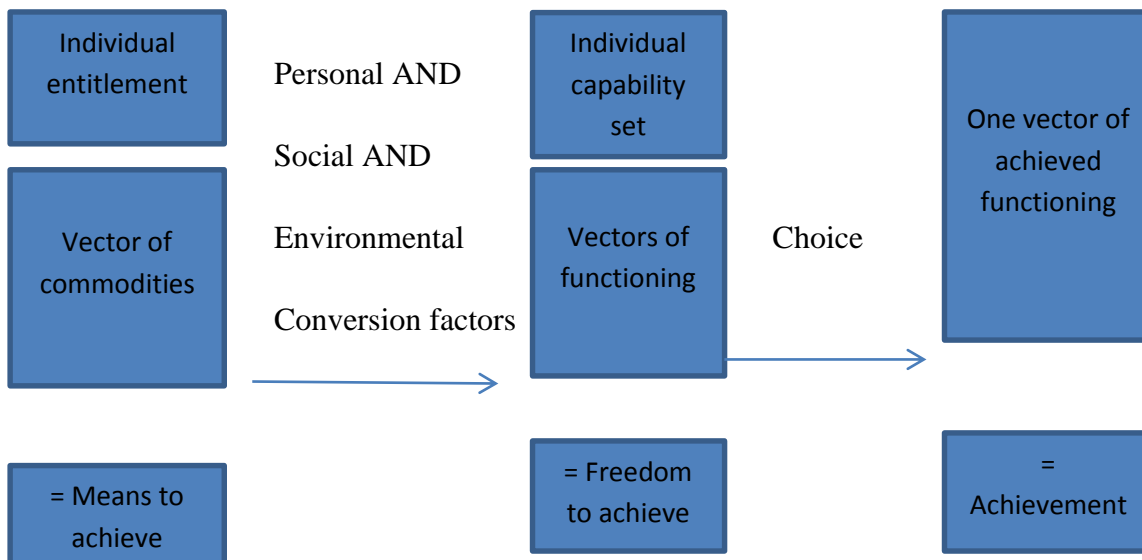 Individual
entitlement
Vector of
commodities
= Means to
achieve
Personal AND
Social AND
Environmental
Conversion factors
Individual
capability
set
Vectors of
functioning
= Freedom
to achieve
Choice
One vector of
achieved
functioning
=
Achievement